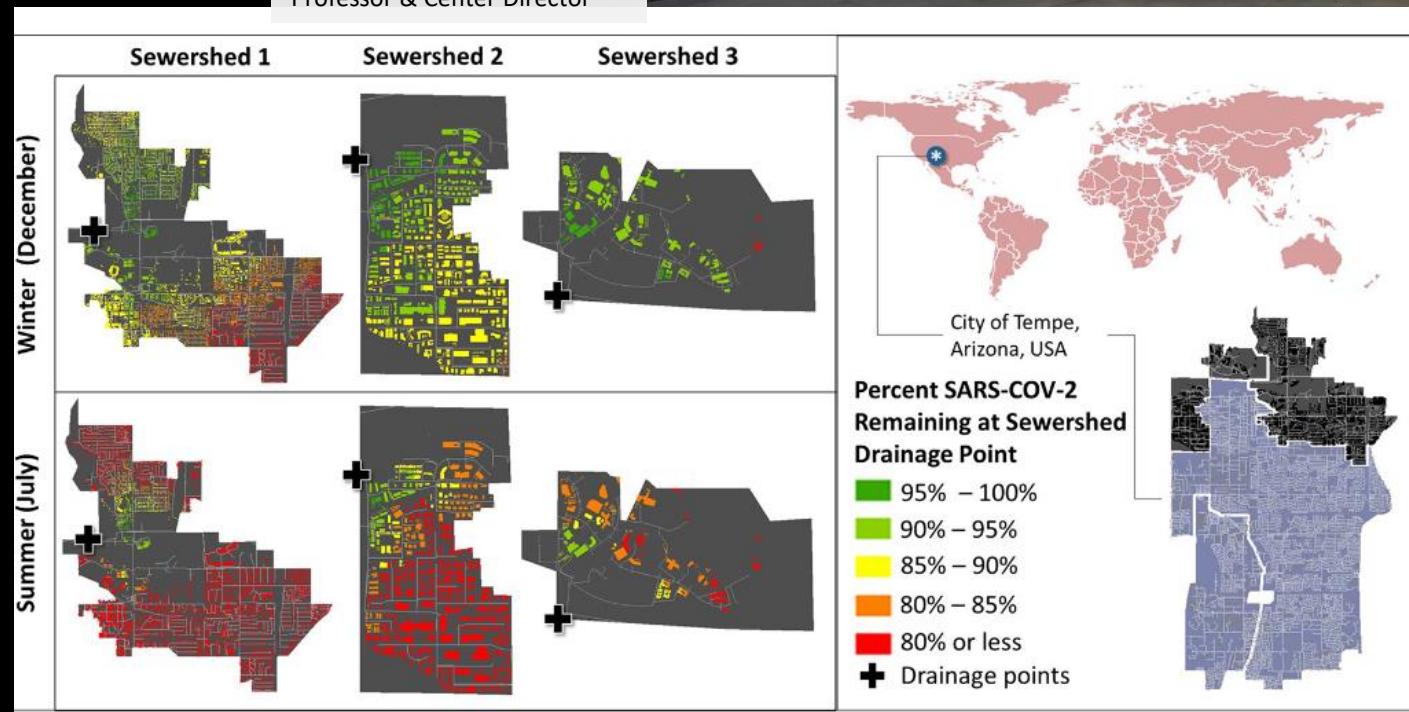 Professor & Center Director
Sewershed 1
Sewershed 2
Sewershed 3
Winter (December)
Summer (July)
City of Tempe,
Arizona, USA
Percent SARS-COV-2
Remaining at Sewershed
Drainage Point
95% – 100%
90% – 95%
85% – 90%
80% – 85%
80% or less
Drainage points